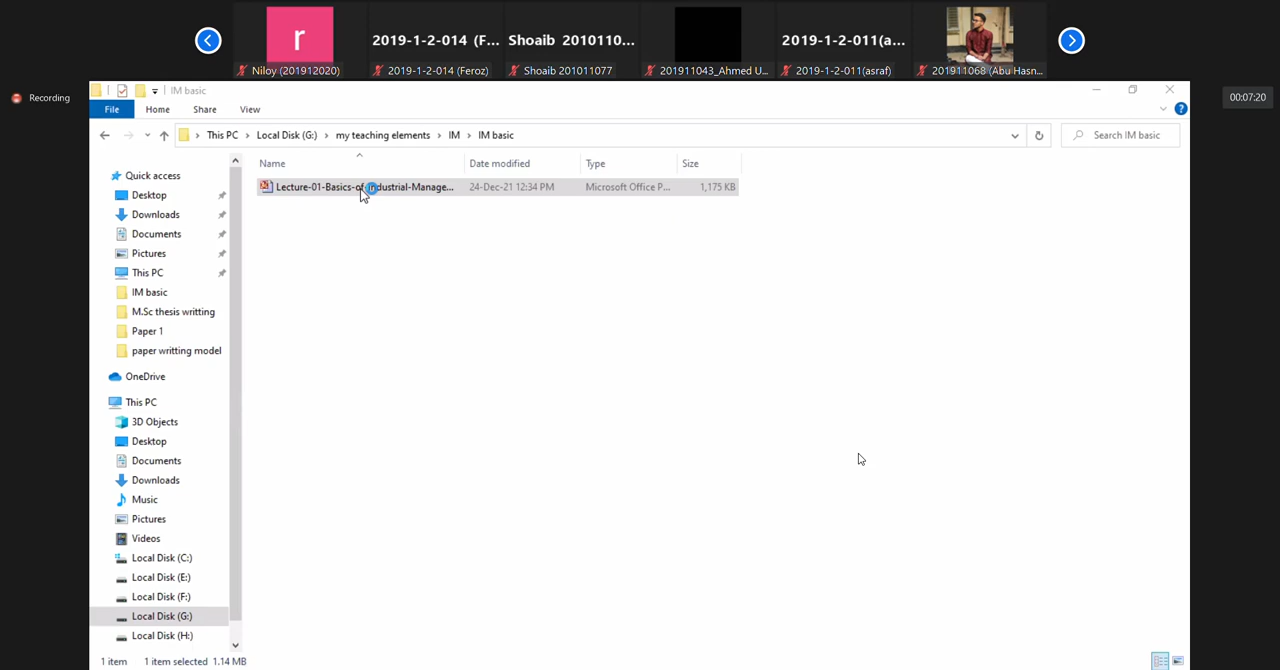 r
2019-1-2-014 (F...
Shoaib 2010110...
2019-1-2-011(a...
Niloy (201912020)
2019-1-2-014 (Feroz)
Shoaib 201011077
201911043_Ahmed U...
2019-1-2-011(asraf)
201911068 (Abu Hasn...
Recording
00:07:20
IM basic
File
Home
Share
View
This PC
Local Disk (G:)
my teaching elements
IM
IM basic
Search IM basic
Name
Date modified
Type
Size
Lecture-01-Basics-of-Industrial-Manage...
24-Dec-21 12:34 PM
Microsoft Office P...
1,175 KB
Quick access
Desktop
Downloads
Documents
Pictures
This PC
IM basic
M.Sc thesis writting
Paper 1
paper writting model
OneDrive
This PC
3D Objects
Desktop
Documents
Downloads
Music
Pictures
Videos
Local Disk (C:)
Local Disk (E:)
Local Disk (F:)
Local Disk (G:)
Local Disk (H:)
1 item
1 item selected 1.14 MB